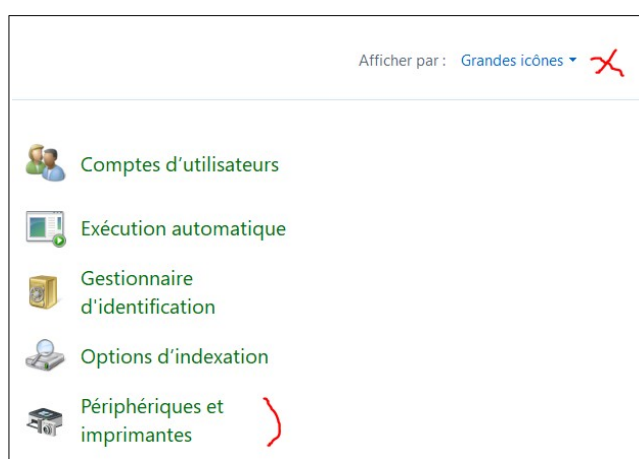 Afficher par : Grandes icônes
Comptes d’utilisateurs
Exécution automatique
Gestionnaire
d'identification
Options d’indexation
Périphériques et
imprimantes